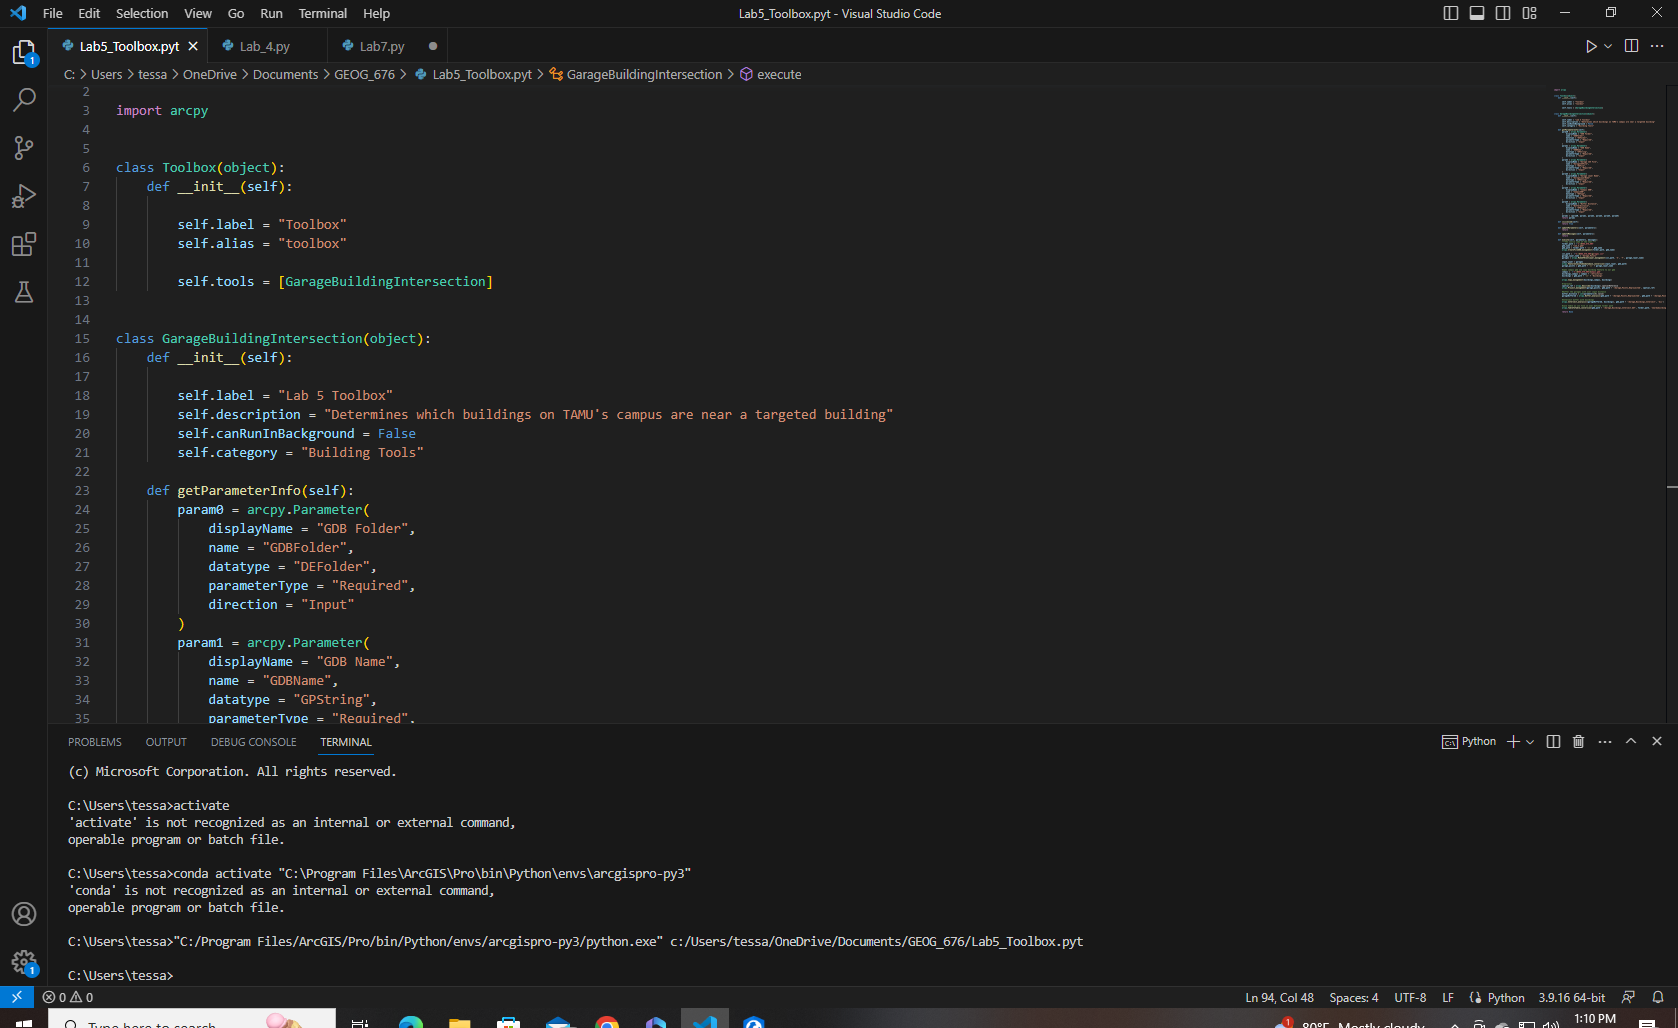 File Edit Selection View Go Run Terminal Help
Lab5_Toolbox.pyt - Visual Studio Code
1
Lab5_Toolbox.pyt
Lab_4.py
Lab7.py
C: > Users > tessa > OneDrive > Documents > GEOG_676 > Lab5_Toolbox.pyt > GarageBuildingIntersection > execute
2
3 import arcpy
4
5
6 class Toolbox(object):
7 def __init__(self):
8
9 self.label = "Toolbox"
10 self.alias = "toolbox"
11
12 self.tools = [GarageBuildingIntersection]
13
14
15 class GarageBuildingIntersection(object):
16 def __init__(self):
17
18 self.label = "Lab 5 Toolbox"
19 self.description = "Determines which buildings on TAMU's campus are near a targeted building"
20 self.canRunInBackground = False
21 self.category = "Building Tools"
22
23 def getParameterInfo(self):
24 param0 = arcpy.Parameter(
25 displayName = "GDB Folder",
26 name = "GDBFolder",
27 datatype = "DEFolder",
28 parameterType = "Required",
29 direction = "Input"
30 )
31 param1 = arcpy.Parameter(
32 displayName = "GDB Name",
33 name = "GDBName",
34 datatype = "GPString",
35 parameterType = "Required",
PROBLEMS OUTPUT DEBUG CONSOLE TERMINAL
Python
(c) Microsoft Corporation. All rights reserved.
C:\Users\tessa>activate
'activate' is not recognized as an internal or external command,
operable program or batch file.
C:\Users\tessa>conda activate "C:\Program Files\ArcGIS\Pro\bin\Python\envs\arcgispro-py3"
'conda' is not recognized as an internal or external command,
operable program or batch file.
C:\Users\tessa>"C:/Program Files/ArcGIS/Pro/bin/Python/envs/arcgispro-py3/python.exe" c:/Users/tessa/OneDrive/Documents/GEOG_676/Lab5_Toolbox.pyt
C:\Users\tessa>
1
0 0
Ln 94, Col 48 Spaces: 4 UTF-8 LF Python 3.9.16 64-bit
Type here to search
1
80°F Mostly cloudy
1:10 PM